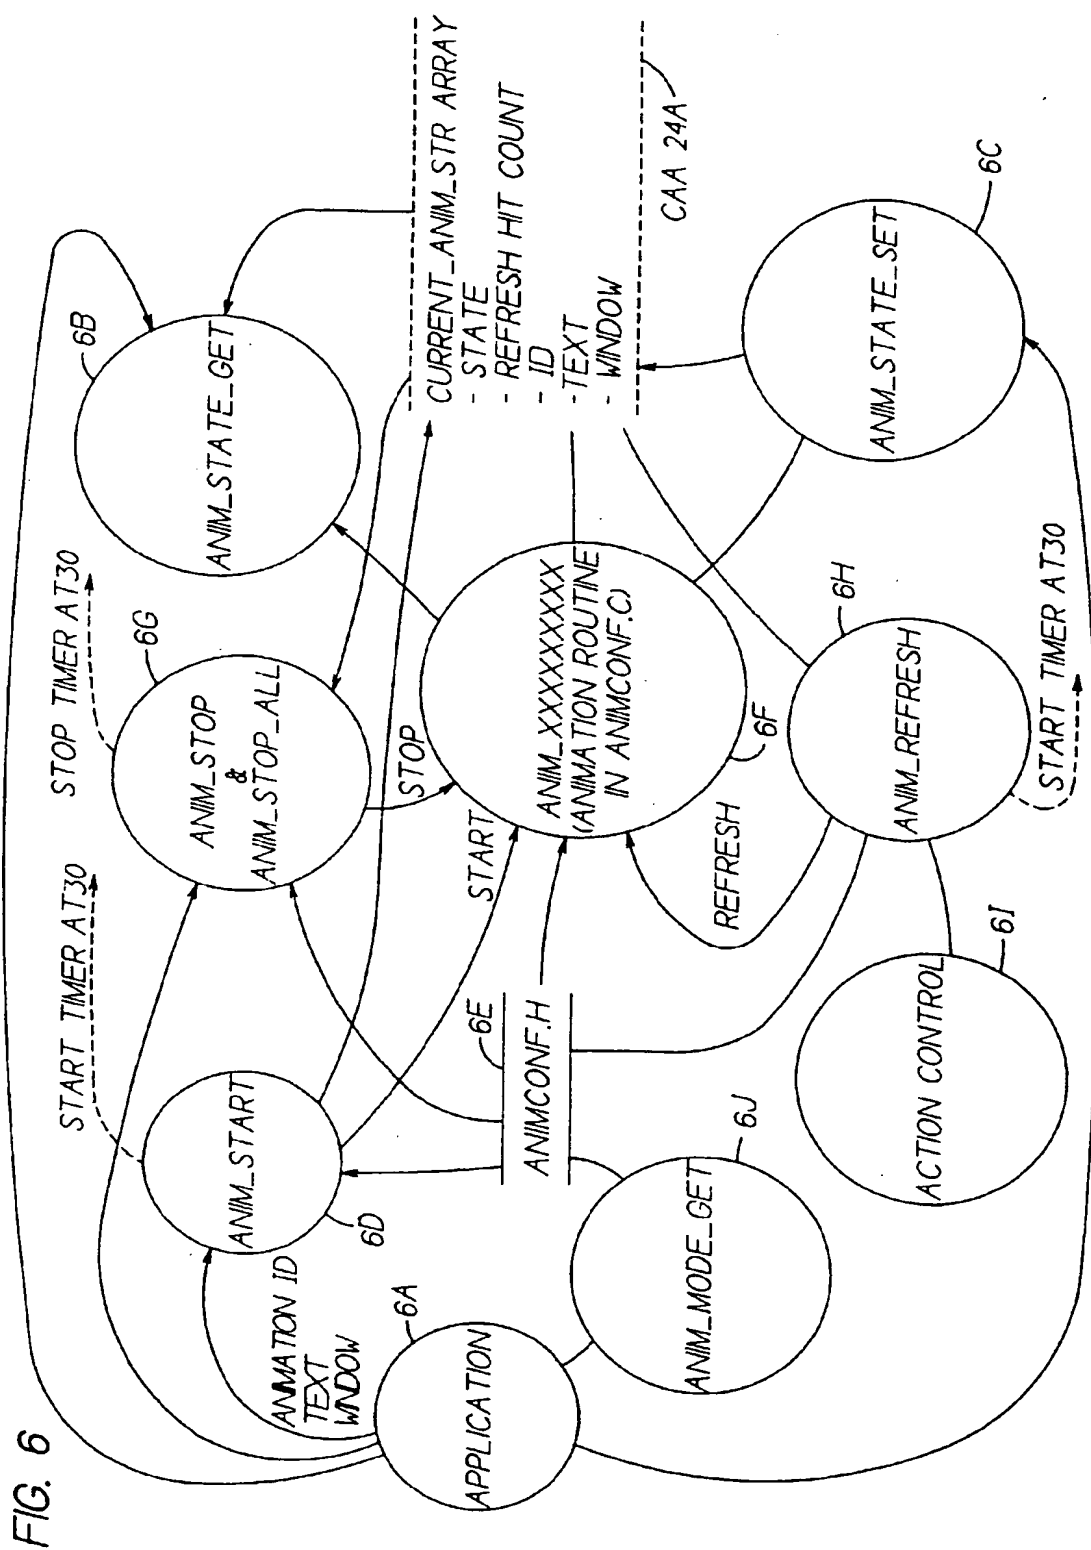 FIG. 6
START TIMER AT30
STOP TIMER AT30
6G
6B
ANIM_STATE_GET
ANIM_STOP
&
ANIM_STOP_ALL
ANIM_START
6D
ANIMATION ID
TEXT
WINDOW
6A
APPLICATION
STOP
START
CURRENT_ANIM_STR ARRAY
- STATE
- REFRESH HIT COUNT
- ID
- TEXT
- WINDOW
CAA 24A
6E
ANIMCONF.H
ANIM_XXXXXXXX
(ANIMATION ROUTINE
IN ANIMCONF.C)
6F
REFRESH
6J
ANIM_MODE_GET
6H
ANIM_REFRESH
6C
ANIM_STATE_SET
6I
ACTION CONTROL
START TIMER AT30